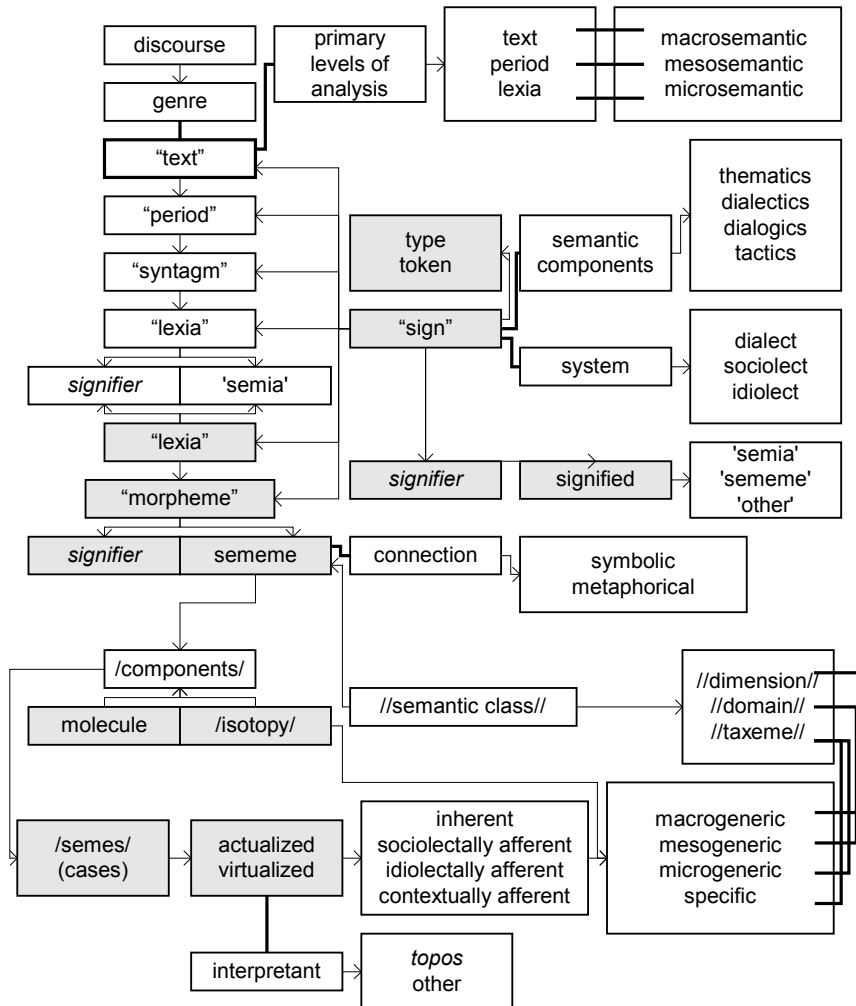 discourse
primary
levels of
analysis
text
period
lexia
macrosemantic
mesosemantic
microsemantic
genre
“text”
“period”
“syntagm”
“lexia”
signifier
'semia'
“lexia”
“morpheme”
signifier
sememe
type
token
semantic
components
thematics
dialectics
dialogics
tactics
“sign”
system
dialect
sociolect
idiolect
signifier
signified
'semia'
'sememe'
'other'
connection
symbolic
metaphorical
/components/
molecule
/isotopy/
//semantic class//
//dimension//
//domain//
//taxeme//
/semes/
(cases)
actualized
virtualized
inherent
sociolectally afferent
idiolectally afferent
contextually afferent
macrogeneric
mesogeneric
microgeneric
specific
interpretant
topos
other